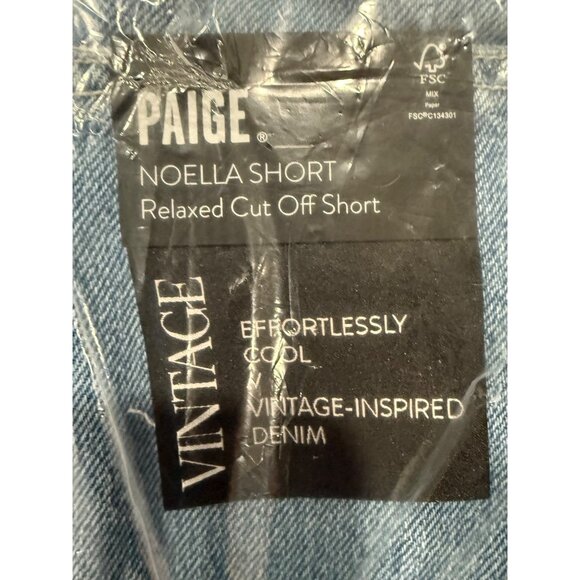 PAIGE®
FSC
MIX
Paper
FSC®C134301
NOELLA SHORT
Relaxed Cut Off Short
VINTAGE
EFFORTLESSLY
COOL
VINTAGE-INSPIRED
DENIM